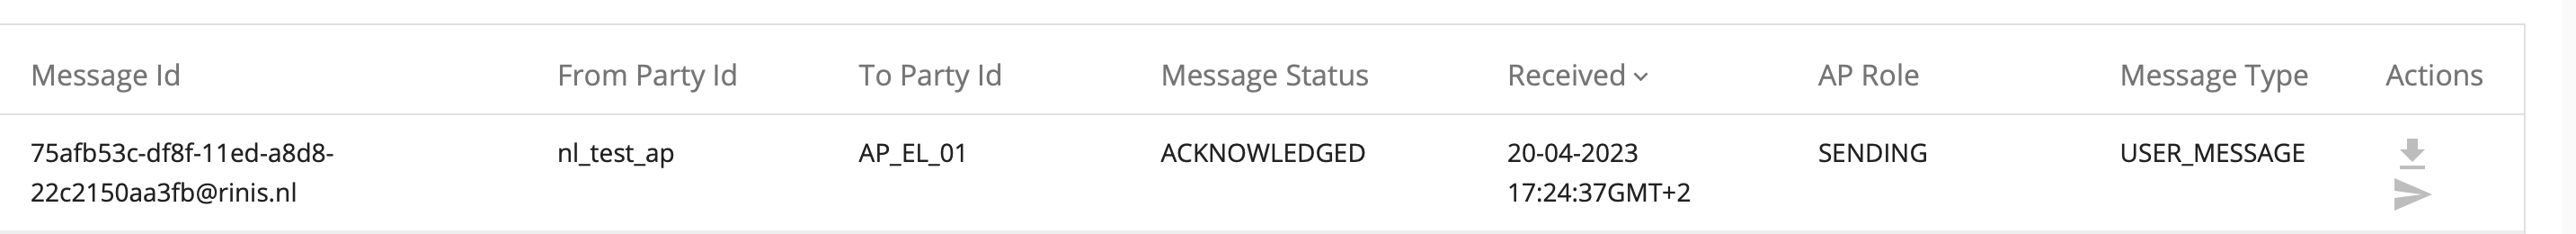 Message Id From Party Id To Party Id Message Status Received AP Role Message Type Actions
75afb53c-df8f-11ed-a8d8- nl_test_ap AP_EL_01 ACKNOWLEDGED 20-04-2023 SENDING USER_MESSAGE
22c2150aa3fb@rinis.nl 17:24:37GMT+2